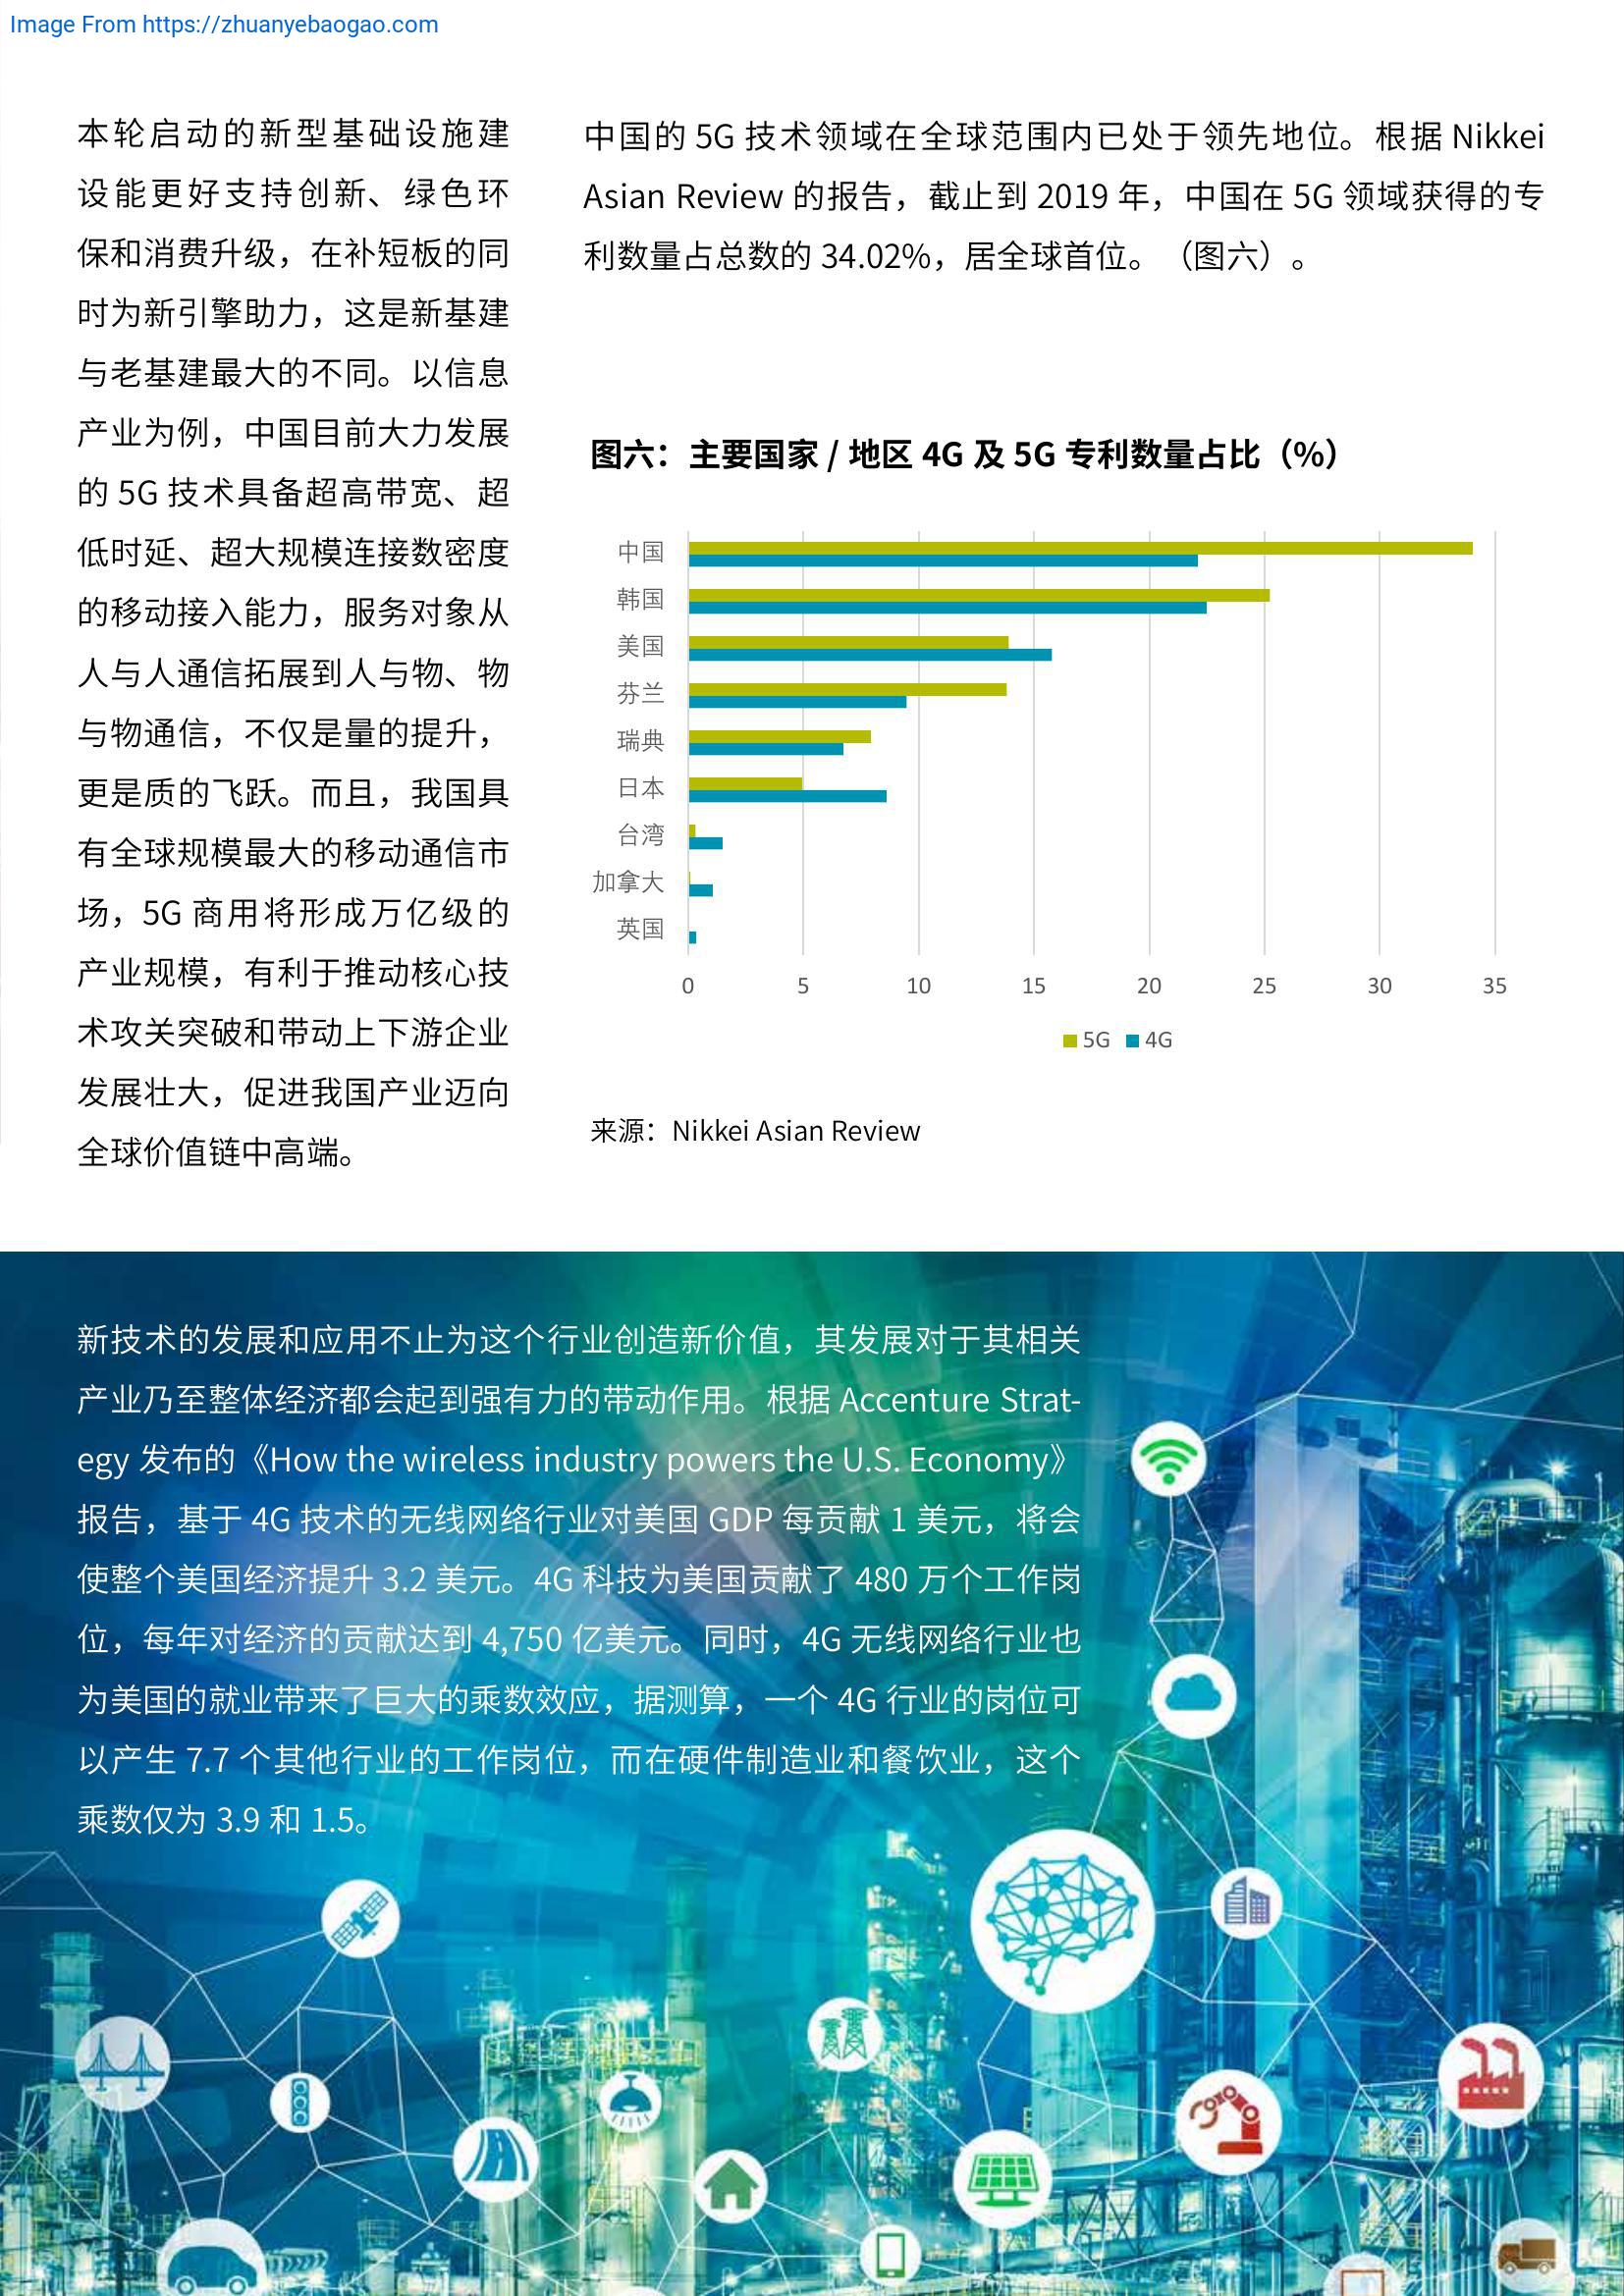 Image From https://zhuanyebaogao.com
本轮启动的新型基础设施建
设能更好支持创新、绿色环
保和消费升级，在补短板的同
时为新引擎助力，这是新基建
与老基建最大的不同。以信息
产业为例，中国目前大力发展
的 5G 技术具备超高带宽、超
低时延、超大规模连接数密度
的移动接入能力，服务对象从
人与人通信拓展到人与物、物
与物通信，不仅是量的提升，
更是质的飞跃。而且，我国具
有全球规模最大的移动通信市
场，5G 商用将形成万亿级的
产业规模，有利于推动核心技
术攻关突破和带动上下游企业
发展壮大，促进我国产业迈向
全球价值链中高端。
中国的 5G 技术领域在全球范围内已处于领先地位。根据 Nikkei
Asian Review 的报告，截止到 2019 年，中国在 5G 领域获得的专
利数量占总数的 34.02%，居全球首位。（图六）。
图六：主要国家 / 地区 4G 及 5G 专利数量占比（%）
中国
韩国
美国
芬兰
瑞典
日本
台湾
加拿大
英国
0 5 10 15 20 25 30 35
5G 4G
来源：Nikkei Asian Review
新技术的发展和应用不止为这个行业创造新价值，其发展对于其相关
产业乃至整体经济都会起到强有力的带动作用。根据 Accenture Strat-
egy 发布的《How the wireless industry powers the U.S. Economy》
报告，基于 4G 技术的无线网络行业对美国 GDP 每贡献 1 美元，将会
使整个美国经济提升 3.2 美元。4G 科技为美国贡献了 480 万个工作岗
位，每年对经济的贡献达到 4,750 亿美元。同时，4G 无线网络行业也
为美国的就业带来了巨大的乘数效应，据测算，一个 4G 行业的岗位可
以产生 7.7 个其他行业的工作岗位，而在硬件制造业和餐饮业，这个
乘数仅为 3.9 和 1.5。